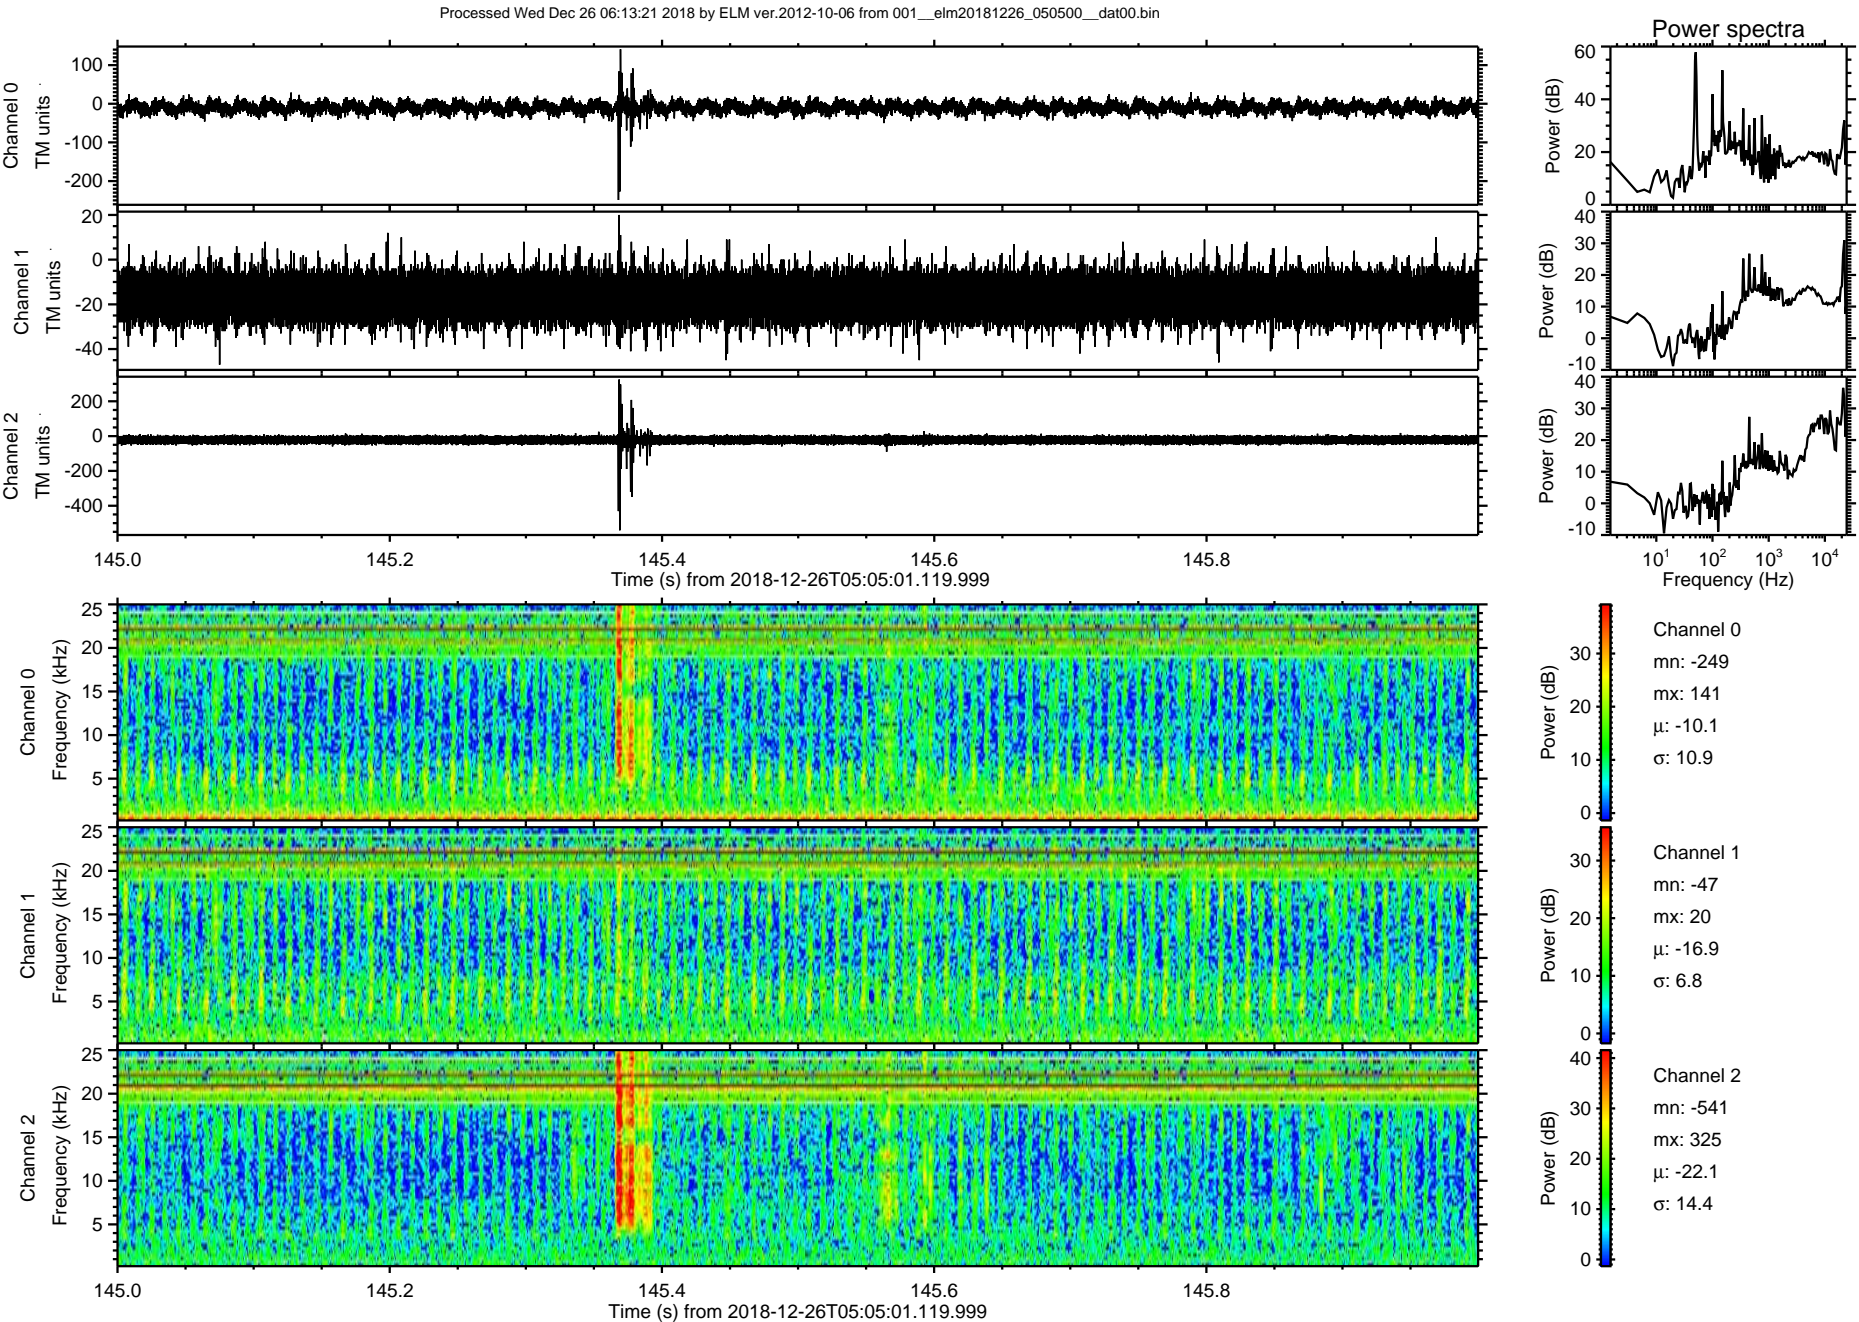 Processed Wed Dec 26 06:13:21 2018 by ELM ver.2012-10-06 from 001__elm20181226_050500__dat00.bin
Power spectra
Channel 0
TM units
100
0
-100
-200
Power (dB)
60
40
20
0
Channel 1
TM units
20
0
-20
-40
Power (dB)
40
30
20
10
0
-10
Channel 2
TM units
200
0
-200
-400
Power (dB)
40
30
20
10
0
-10
145.0
145.2
145.4
145.6
145.8
Time (s) from 2018-12-26T05:05:01.119.999
10¹
10²
10³
10⁴
Frequency (Hz)
Channel 0
Frequency (kHz)
25
20
15
10
5
Power (dB)
30
20
10
0
Channel 0
mn: -249
mx: 141
μ: -10.1
σ: 10.9
Channel 1
Frequency (kHz)
25
20
15
10
5
Power (dB)
30
20
10
0
Channel 1
mn: -47
mx: 20
μ: -16.9
σ: 6.8
Channel 2
Frequency (kHz)
25
20
15
10
5
Power (dB)
40
30
20
10
0
Channel 2
mn: -541
mx: 325
μ: -22.1
σ: 14.4
145.0
145.2
145.4
145.6
145.8
Time (s) from 2018-12-26T05:05:01.119.999